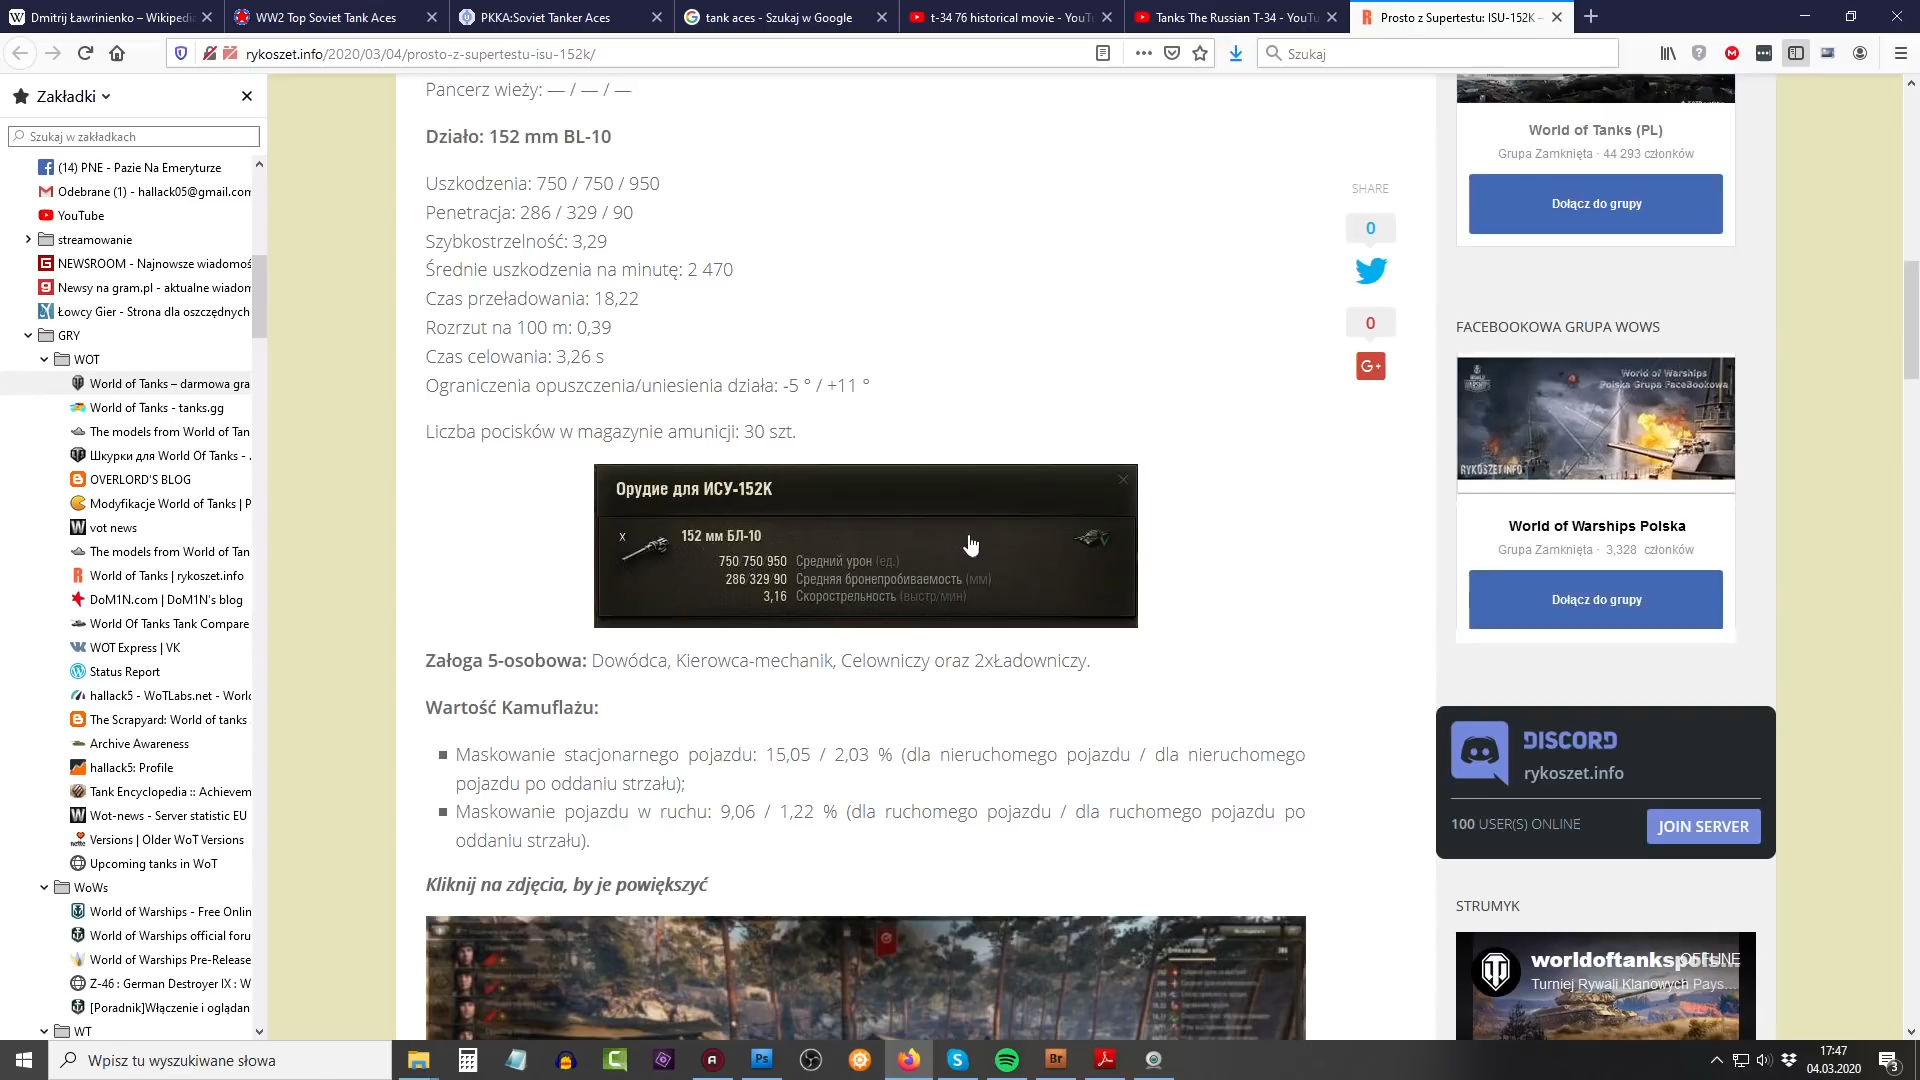 Dmitrij Ławrinienko – Wikipedi
WW2 Top Soviet Tank Aces
PKKA:Soviet Tanker Aces
tank aces - Szukaj w Google
t-34 76 historical movie - YouT
Tanks The Russian T-34 - YouTu
Prosto z Supertestu: ISU-152K –
rykoszet.info/2020/03/04/prosto-z-supertestu-isu-152k/
Szukaj
Zakładki
Szukaj w zakładkach
(14) PNE - Pazie Na Emeryturze
Odebrane (1) - hallack05@gmail.com
YouTube
streamowanie
NEWSROOM - Najnowsze wiadomoś
Newsy na gram.pl - aktualne wiadom
Łowcy Gier - Strona dla oszczędnych
GRY
WOT
World of Tanks – darmowa gra
World of Tanks - tanks.gg
The models from World of Tan
Шкурки для World Of Tanks - .
OVERLORD'S BLOG
Modyfikacje World of Tanks | P
vot news
The models from World of Tan
World of Tanks | rykoszet.info
DoM1N.com | DoM1N's blog
World Of Tanks Tank Compare
WOT Express | VK
Status Report
hallack5 - WoTLabs.net - World
The Scrapyard: World of tanks
Archive Awareness
hallack5: Profile
Tank Encyclopedia :: Achievem
Wot-news - Server statistic EU
Versions | Older WoT Versions
Upcoming tanks in WoT
WoWs
World of Warships - Free Onlin
World of Warships official foru
World of Warships Pre-Release
Z-46 : German Destroyer IX : W
[Poradnik]Włączenie i oglądan
WT
Pancerz wieży: — / — / —
Działo: 152 mm BL-10
Uszkodzenia: 750 / 750 / 950
Penetracja: 286 / 329 / 90
Szybkostrzelność: 3,29
Średnie uszkodzenia na minutę: 2 470
Czas przeładowania: 18,22
Rozrzut na 100 m: 0,39
Czas celowania: 3,26 s
Ograniczenia opuszczenia/uniesienia działa: -5 ° / +11 °
Liczba pocisków w magazynie amunicji: 30 szt.
Орудие для ИСУ-152К
X
152 мм БЛ-10
750/750/950 Средний урон (ед.)
286/329/90 Средняя бронепробиваемость (мм)
3,16 Скорострельность (выстр/мин)
Załoga 5-osobowa: Dowódca, Kierowca-mechanik, Celowniczy oraz 2xŁadowniczy.
Wartość Kamuflażu:
Maskowanie stacjonarnego pojazdu: 15,05 / 2,03 % (dla nieruchomego pojazdu / dla nieruchomego
pojazdu po oddaniu strzału);
Maskowanie pojazdu w ruchu: 9,06 / 1,22 % (dla ruchomego pojazdu / dla ruchomego pojazdu po
oddaniu strzału).
Kliknij na zdjęcia, by je powiększyć
SHARE
0
0
G+
World of Tanks (PL)
Grupa Zamknięta · 44 293 członków
Dołącz do grupy
FACEBOOKOWA GRUPA WOWS
World of Warships
Polska Grupa FaceBookowa
RYKOSZET.INFO
World of Warships Polska
Grupa Zamknięta · 3,328 członków
Dołącz do grupy
DISCORD
rykoszet.info
100 USER(S) ONLINE
JOIN SERVER
STRUMYK
worldoftankspols...
OFFLINE
Turniej Rywali Klanowych Pays...
Wpisz tu wyszukiwane słowa
Ps
Br
17:47
04.03.2020
3